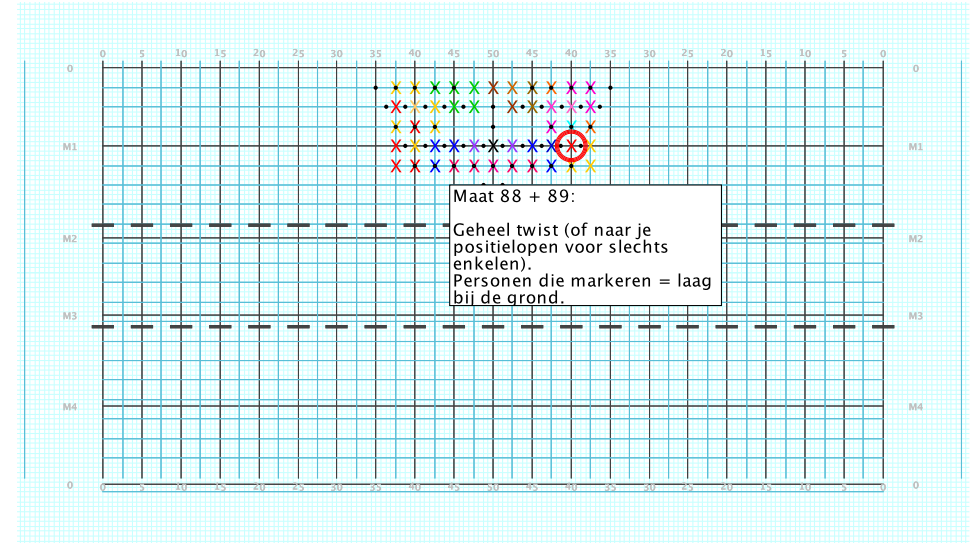 0 5 10 15 20 25 30 35 40 45 50 45 40 35 30 25 20 15 10 5 0
0 0
M1 M1
Maat 88 + 89:
Geheel twist (of naar je
positielopen voor slechts
enkelen).
Personen die markeren = laag
bij de grond.
M2 M2
M3 M3
M4 M4
0 0 5 10 15 20 25 30 35 40 45 50 45 40 35 30 25 20 15 10 5 0 0